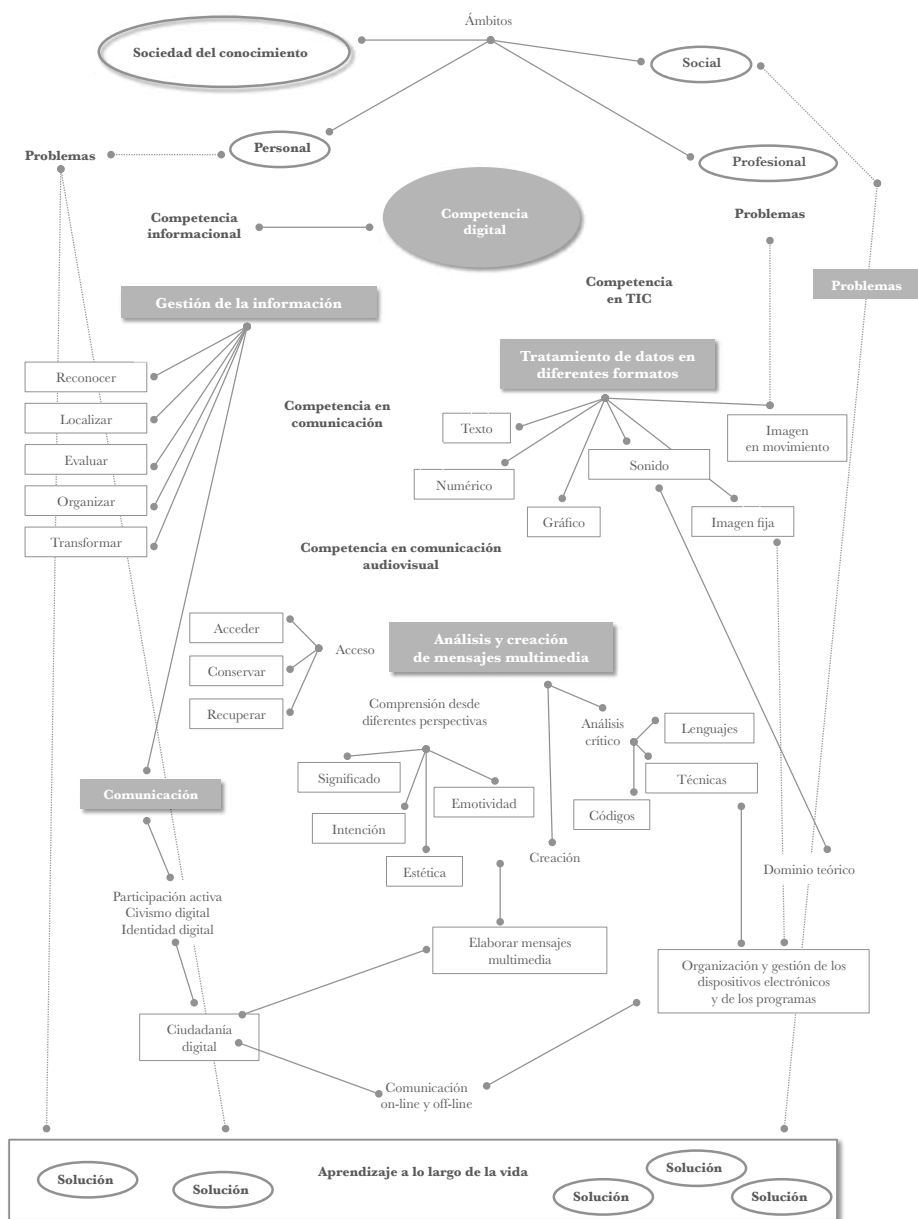 Ámbitos
Sociedad del conocimiento
Social
Personal
Problemas
Profesional
Competencia
informacional
Competencia
digital
Problemas
Competencia
en TIC
Problemas
Gestión de la información
Tratamiento de datos en
diferentes formatos
Reconocer
Localizar
Evaluar
Organizar
Transformar
Competencia en
comunicación
Texto
Numérico
Gráfico
Sonido
Imagen
en movimiento
Imagen fija
Competencia en comunicación
audiovisual
Acceder
Conservar
Recuperar
Acceso
Análisis y creación
de mensajes multimedia
Comprensión desde
diferentes perspectivas
Análisis
crítico
Lenguajes
Técnicas
Códigos
Significado
Intención
Estética
Emotividad
Comunicación
Creación
Dominio teórico
Participación activa
Civismo digital
Identidad digital
Elaborar mensajes
multimedia
Organización y gestión de los
dispositivos electrónicos
y de los programas
Ciudadanía
digital
Comunicación
on-line y off-line
Aprendizaje a lo largo de la vida
Solución
Solución
Solución
Solución
Solución